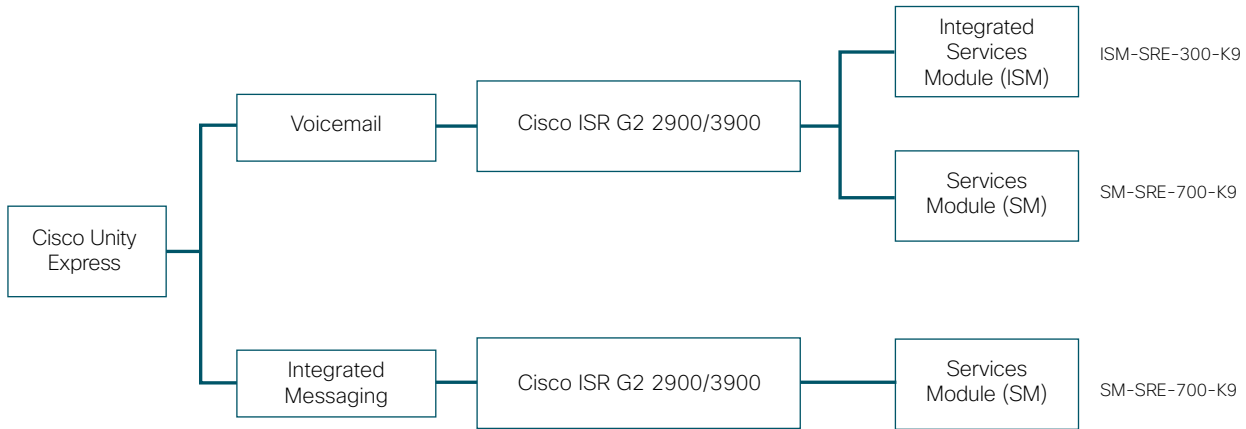 Integrated
Services
Module (ISM)
ISM-SRE-300-K9
Voicemail
Cisco ISR G2 2900/3900
Services
Module (SM)
SM-SRE-700-K9
Cisco Unity
Express
Integrated
Messaging
Cisco ISR G2 2900/3900
Services
Module (SM)
SM-SRE-700-K9